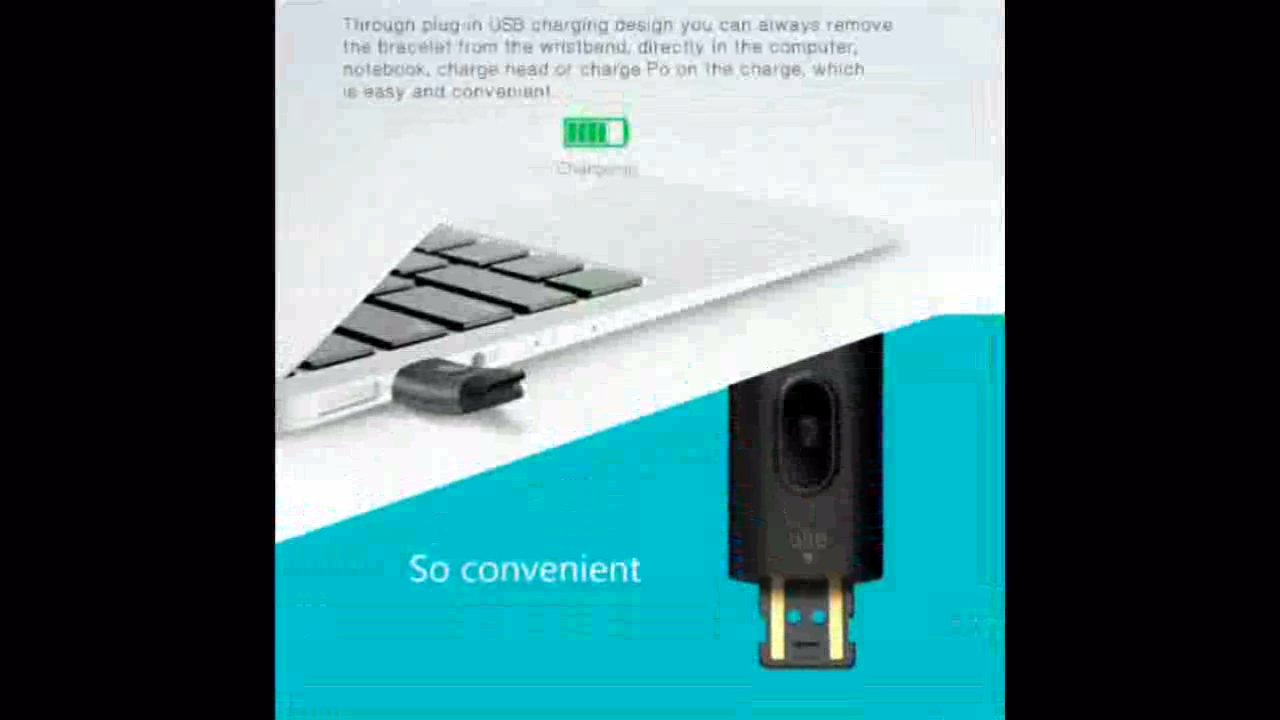 Through plug-in USB charging design you can always remove
the bracelet from the wristband, directly in the computer,
notebook, charge head or charge Po on the charge, which
is easy and convenient
Charging
So convenient